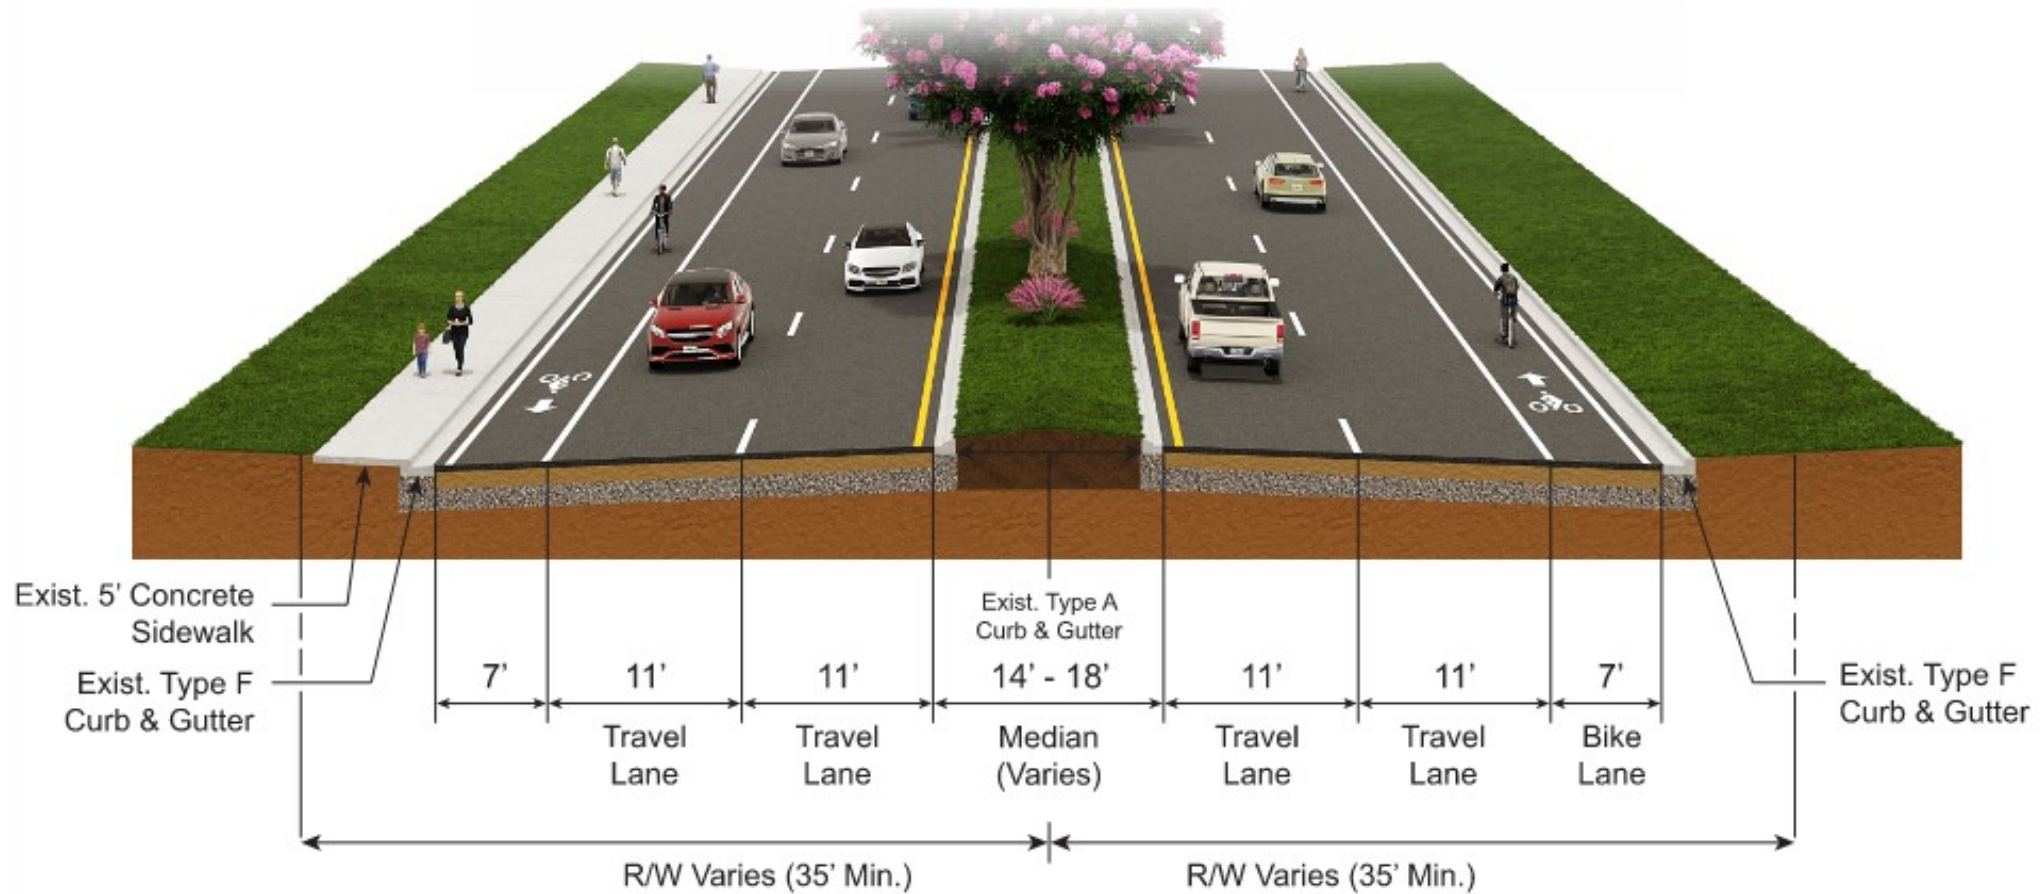 Exist. 5' Concrete
Sidewalk
Exist. Type F
Curb & Gutter
Exist. Type A
Curb & Gutter
7'
11'
11'
14' - 18'
11'
11'
7'
Travel
Lane
Travel
Lane
Median
(Varies)
Travel
Lane
Travel
Lane
Bike
Lane
Exist. Type F
Curb & Gutter
R/W Varies (35' Min.)
R/W Varies (35' Min.)